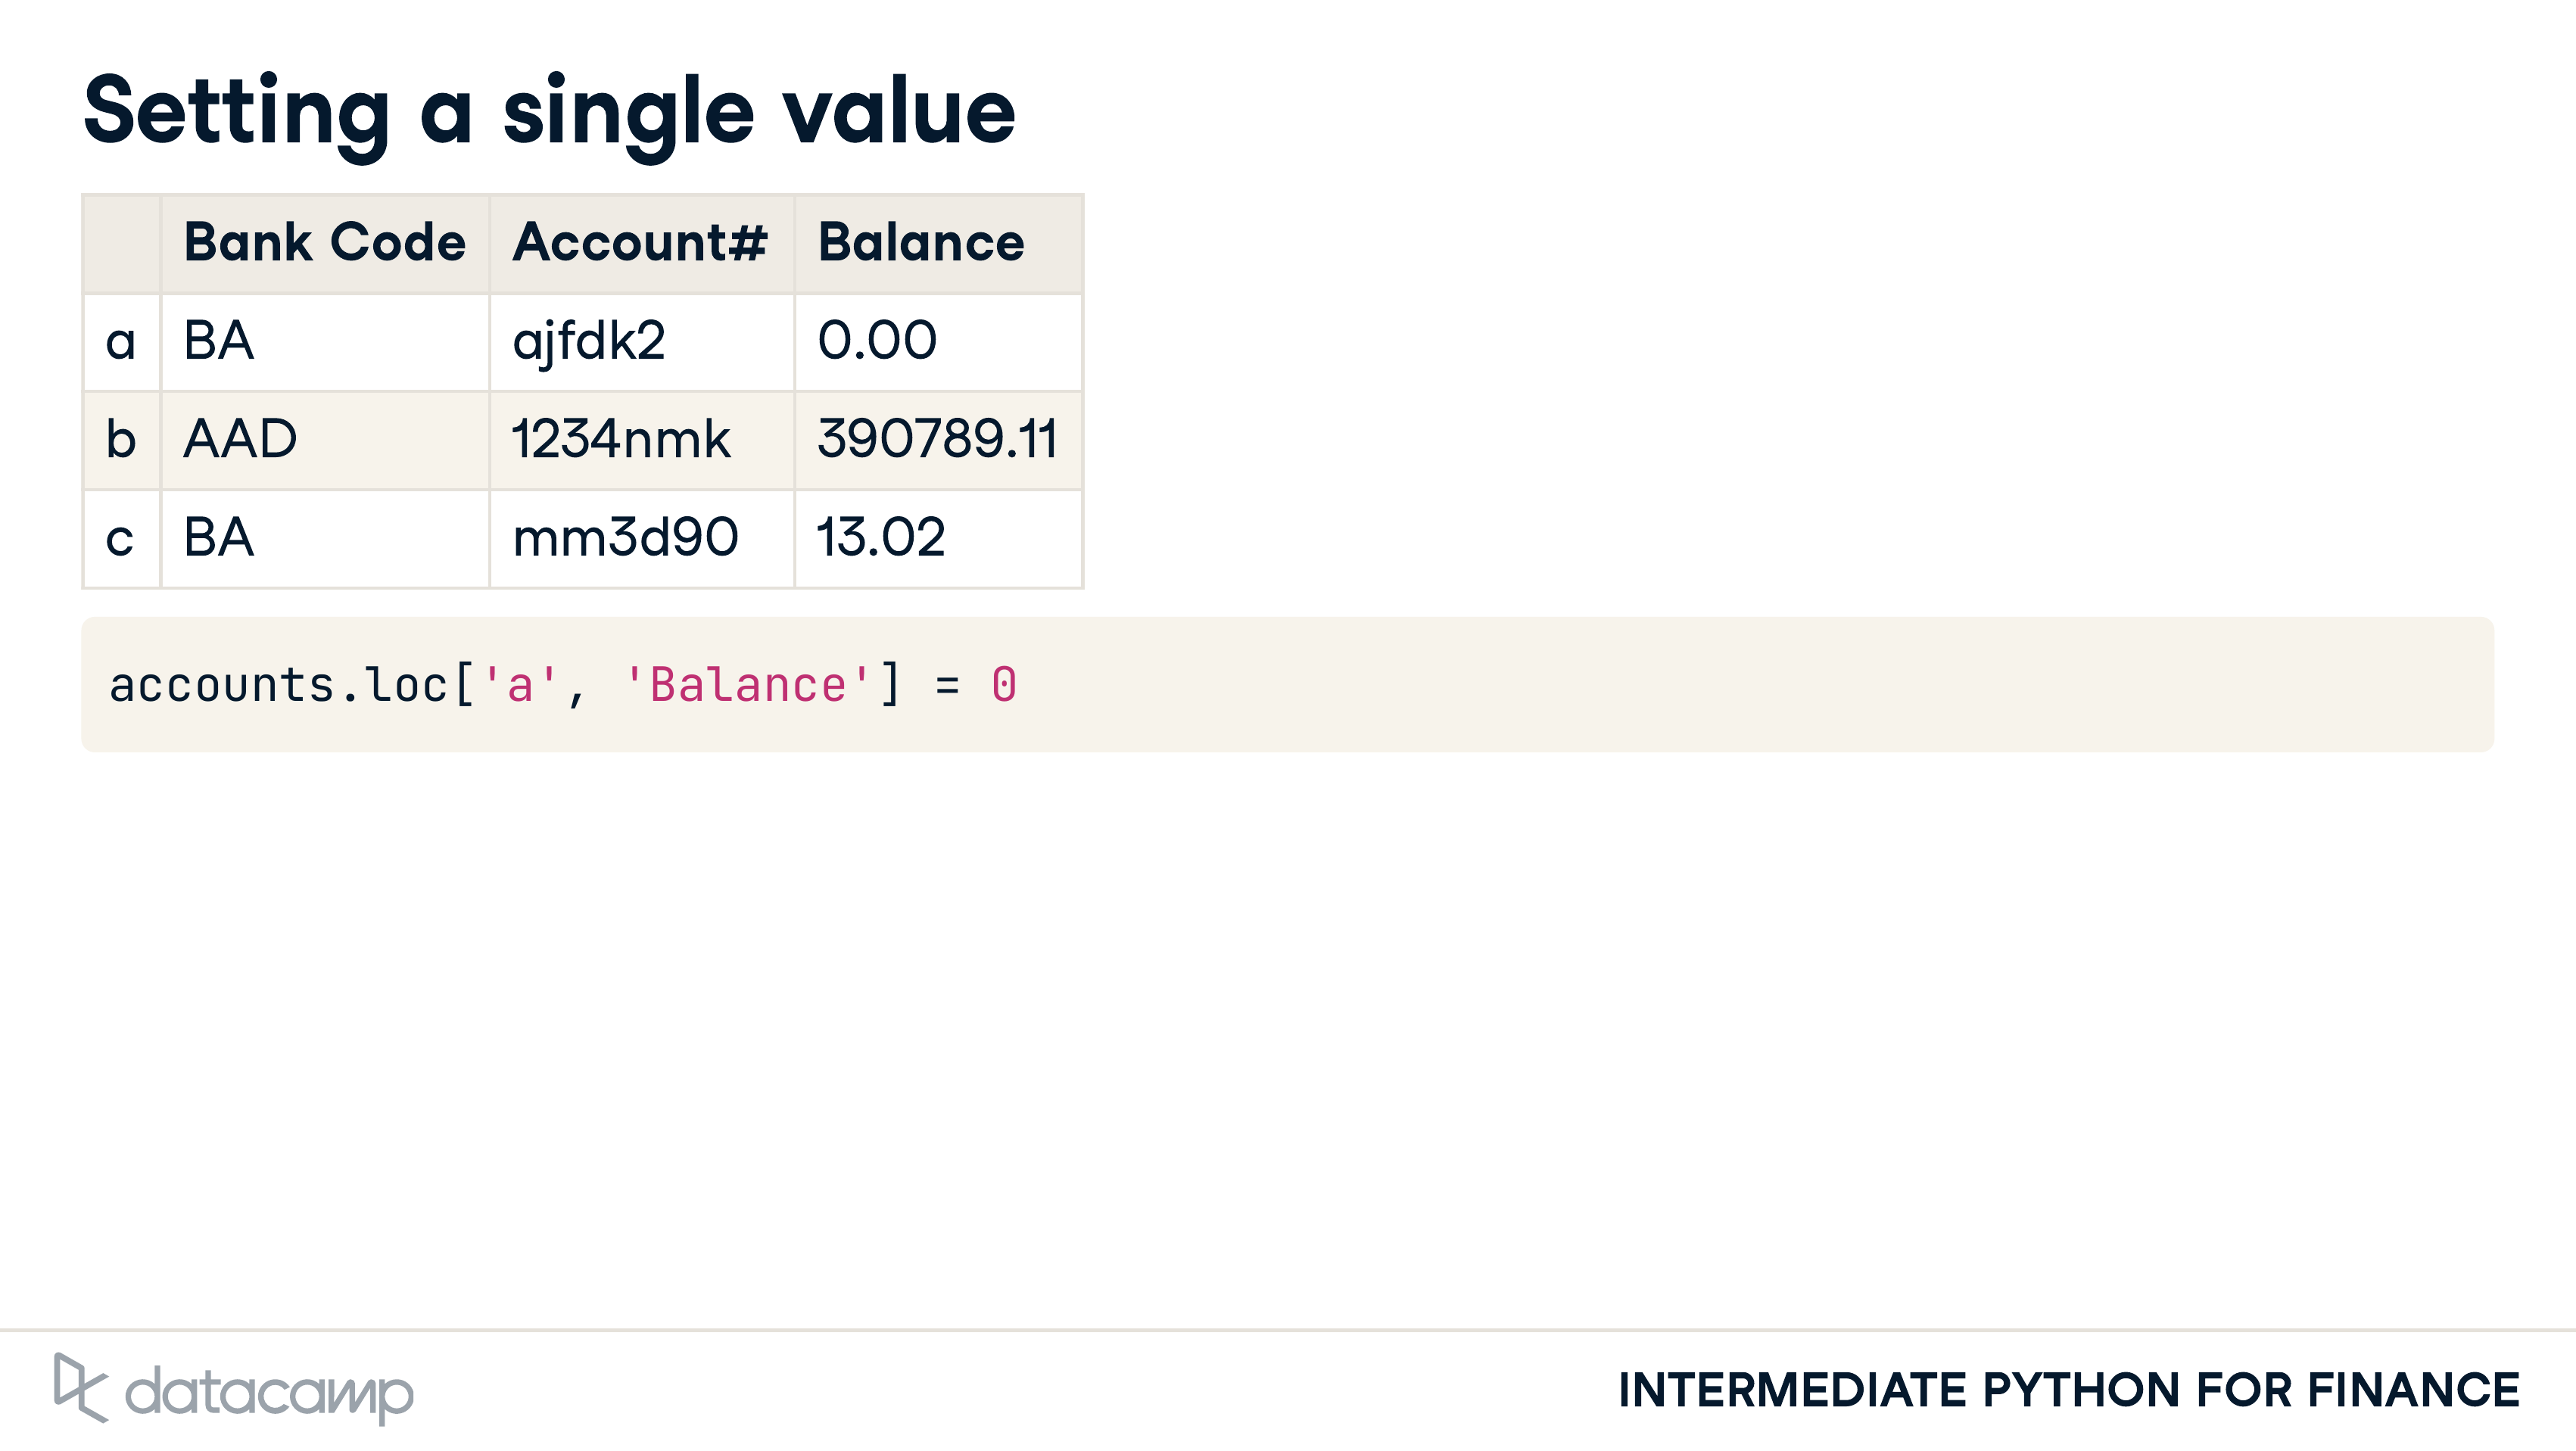 Setting a single value
Bank Code Account# Balance
a BA ajfdk2 0.00
b AAD 1234nmk 390789.11
c BA mm3d90 13.02
accounts.loc['a', 'Balance'] = 0
datacamp
INTERMEDIATE PYTHON FOR FINANCE